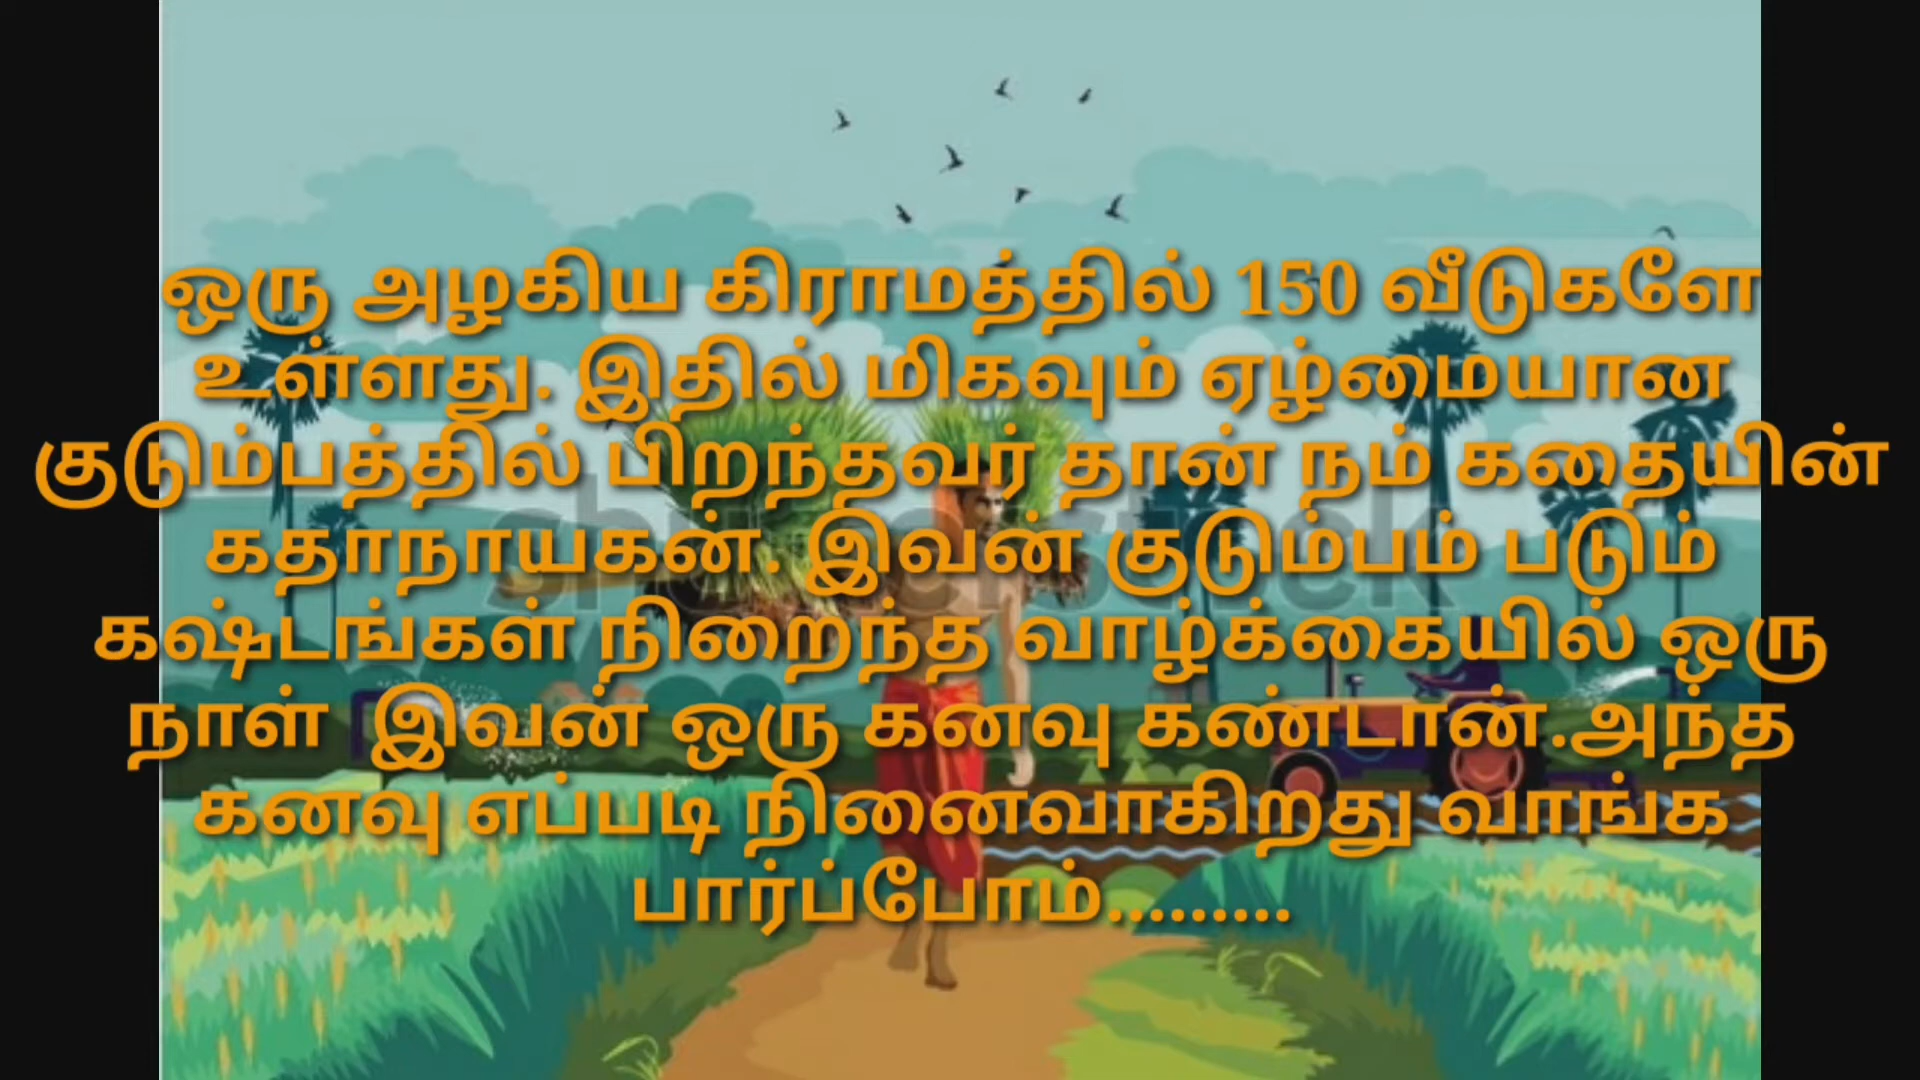 ஒரு அழகிய கிராமத்தில் 150 வீடுகளே
உள்ளது. இதில் மிகவும் ஏழ்மையான
குடும்பத்தில் பிறந்தவர் தான் நம் கதையின்
கதாநாயகன். இவன் குடும்பம் படும்
கஷ்டங்கள் நிறைந்த வாழ்க்கையில் ஒரு
நாள் இவன் ஒரு கனவு கண்டான்.அந்த
கனவு எப்படி நினைவாகிறது வாங்க
பார்ப்போம்.........
shutterstock